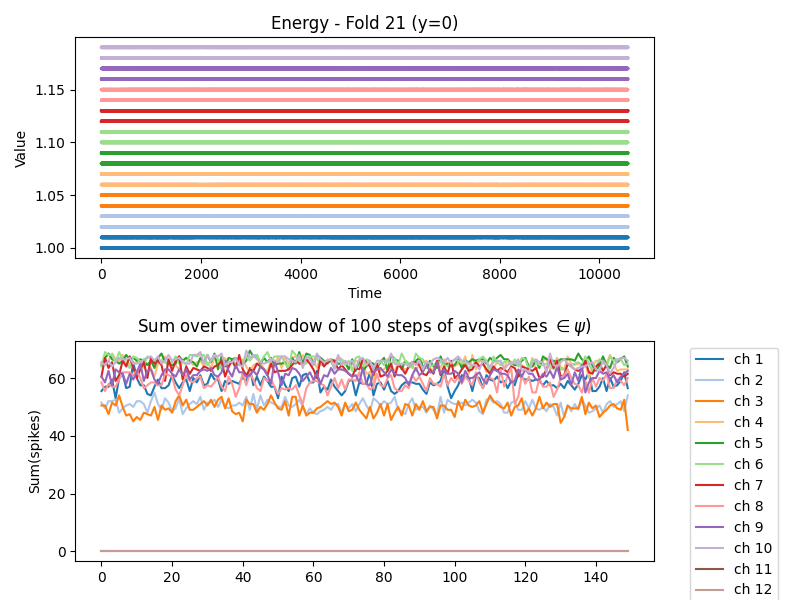 Energy - Fold 21 (y=0)
Value
1.15
1.10
1.05
1.00
0 2000 4000 6000 8000 10000
Time
Sum over timewindow of 100 steps of avg(spikes ∈ ψ)
Sum(spikes)
60
40
20
0
0 20 40 60 80 100 120 140
ch 1
ch 2
ch 3
ch 4
ch 5
ch 6
ch 7
ch 8
ch 9
ch 10
ch 11
ch 12